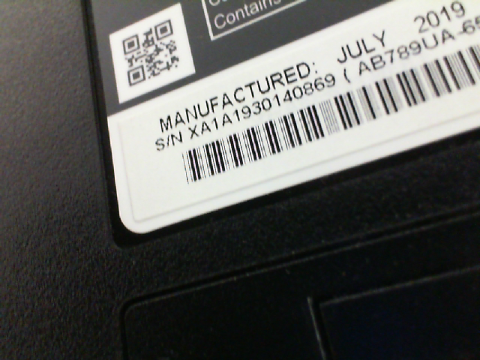 Contains
MANUFACTURED: JULY 2019
S/N XA1A1930140869 ( AB789UA-65